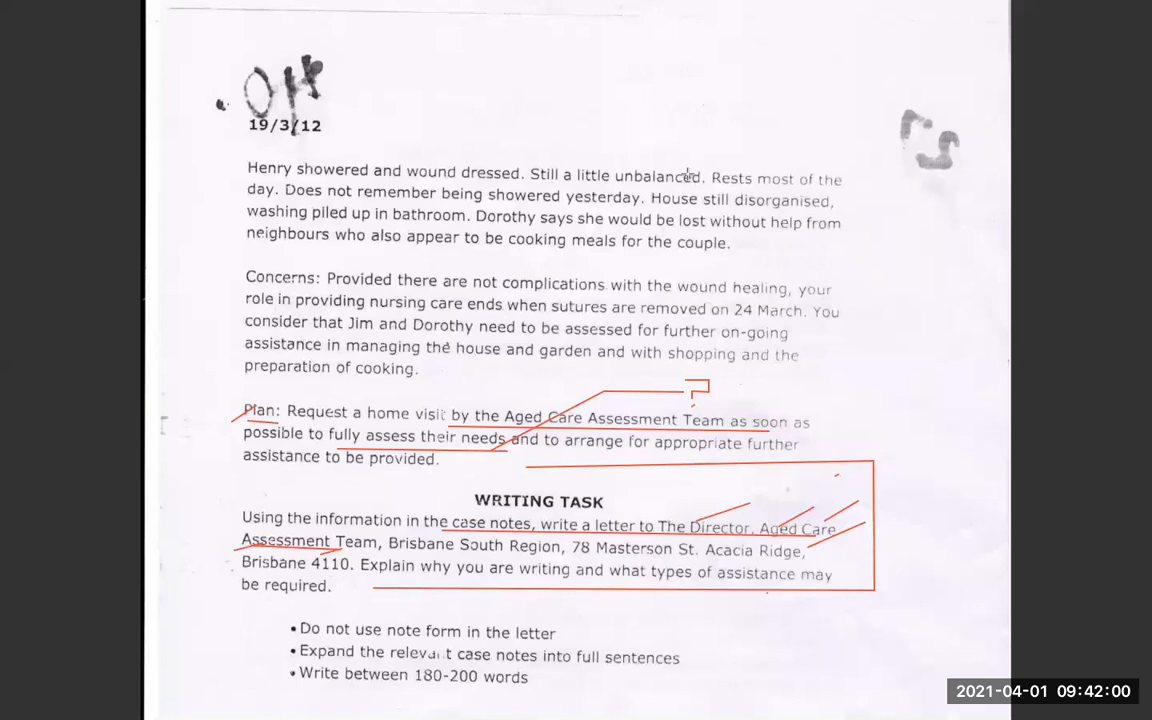 OH
19/3/12
Henry showered and wound dressed. Still a little unbalanced. Rests most of the
day. Does not remember being showered yesterday. House still disorganised,
washing piled up in bathroom. Dorothy says she would be lost without help from
neighbours who also appear to be cooking meals for the couple.
Concerns: Provided there are not complications with the wound healing, your
role in providing nursing care ends when sutures are removed on 24 March. You
consider that Jim and Dorothy need to be assessed for further on-going
assistance in managing the house and garden and with shopping and the
preparation of cooking.
?
Plan: Request a home visit by the Aged Care Assessment Team as soon as
possible to fully assess their needs and to arrange for appropriate further
assistance to be provided.
WRITING TASK
Using the information in the case notes, write a letter to The Director, Aged Care
Assessment Team, Brisbane South Region, 78 Masterson St. Acacia Ridge,
Brisbane 4110. Explain why you are writing and what types of assistance may
be required.
• Do not use note form in the letter
• Expand the relevant case notes into full sentences
• Write between 180-200 words
2021-04-01 09:42:00